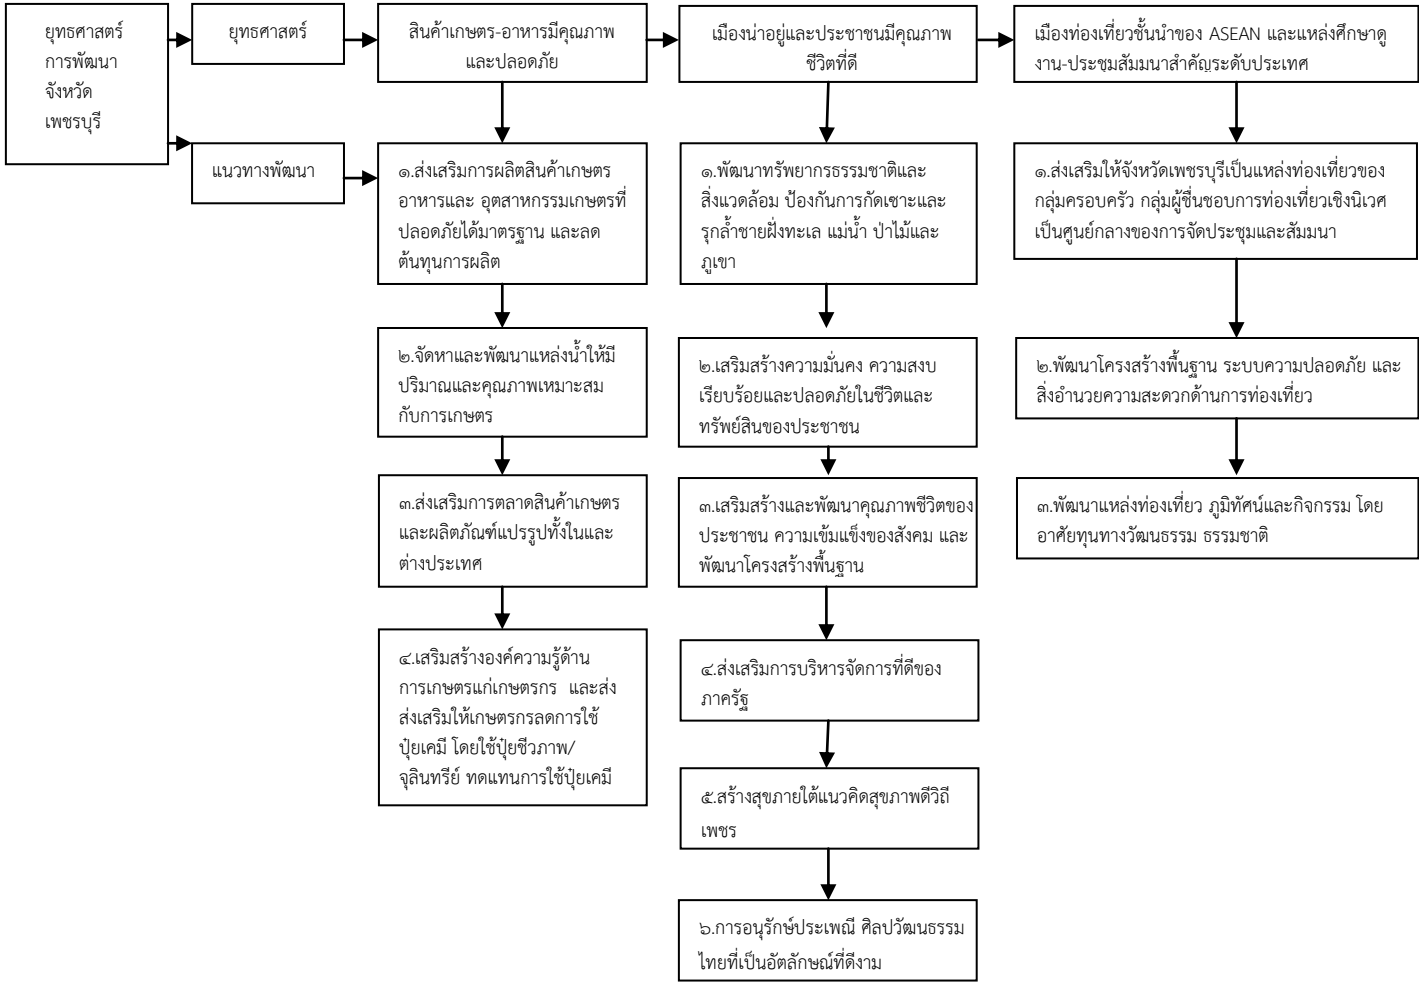 ยุทธศาสตร์
การพัฒนา
จังหวัด
เพชรบุรี
ยุทธศาสตร์
สินค้าเกษตร-อาหารมีคุณภาพ
และปลอดภัย
เมืองน่าอยู่และประชาชนมีคุณภาพ
ชีวิตที่ดี
เมืองท่องเที่ยวชั้นนำของ ASEAN และแหล่งศึกษาดู
งาน-ประชุมสัมมนาสำคัญระดับประเทศ
แนวทางพัฒนา
๑.ส่งเสริมการผลิตสินค้าเกษตร
อาหารและ อุตสาหกรรมเกษตรที่
ปลอดภัยได้มาตรฐาน และลด
ต้นทุนการผลิต
๒.จัดหาและพัฒนาแหล่งน้ำให้มี
ปริมาณและคุณภาพเหมาะสม
กับการเกษตร
๓.ส่งเสริมการตลาดสินค้าเกษตร
และผลิตภัณฑ์แปรรูปทั้งในและ
ต่างประเทศ
๔.เสริมสร้างองค์ความรู้ด้าน
การเกษตรแก่เกษตรกร และส่ง
ส่งเสริมให้เกษตรกรลดการใช้
ปุ๋ยเคมี โดยใช้ปุ๋ยชีวภาพ/
จุลินทรีย์ ทดแทนการใช้ปุ๋ยเคมี
๑.พัฒนาทรัพยากรธรรมชาติและ
สิ่งแวดล้อม ป้องกันการกัดเซาะและ
รุกล้ำชายฝั่งทะเล แม่น้ำ ป่าไม้และ
ภูเขา
๒.เสริมสร้างความมั่นคง ความสงบ
เรียบร้อยและปลอดภัยในชีวิตและ
ทรัพย์สินของประชาชน
๓.เสริมสร้างและพัฒนาคุณภาพชีวิตของ
ประชาชน ความเข้มแข็งของสังคม และ
พัฒนาโครงสร้างพื้นฐาน
๔.ส่งเสริมการบริหารจัดการที่ดีของ
ภาครัฐ
๕.สร้างสุขภายใต้แนวคิดสุขภาพดีวิถี
เพชร
๖.การอนุรักษ์ประเพณี ศิลปวัฒนธรรม
ไทยที่เป็นอัตลักษณ์ที่ดีงาม
๑.ส่งเสริมให้จังหวัดเพชรบุรีเป็นแหล่งท่องเที่ยวของ
กลุ่มครอบครัว กลุ่มผู้ชื่นชอบการท่องเที่ยวเชิงนิเวศ
เป็นศูนย์กลางของการจัดประชุมและสัมมนา
๒.พัฒนาโครงสร้างพื้นฐาน ระบบความปลอดภัย และ
สิ่งอำนวยความสะดวกด้านการท่องเที่ยว
๓.พัฒนาแหล่งท่องเที่ยว ภูมิทัศน์และกิจกรรม โดย
อาศัยทุนทางวัฒนธรรม ธรรมชาติ